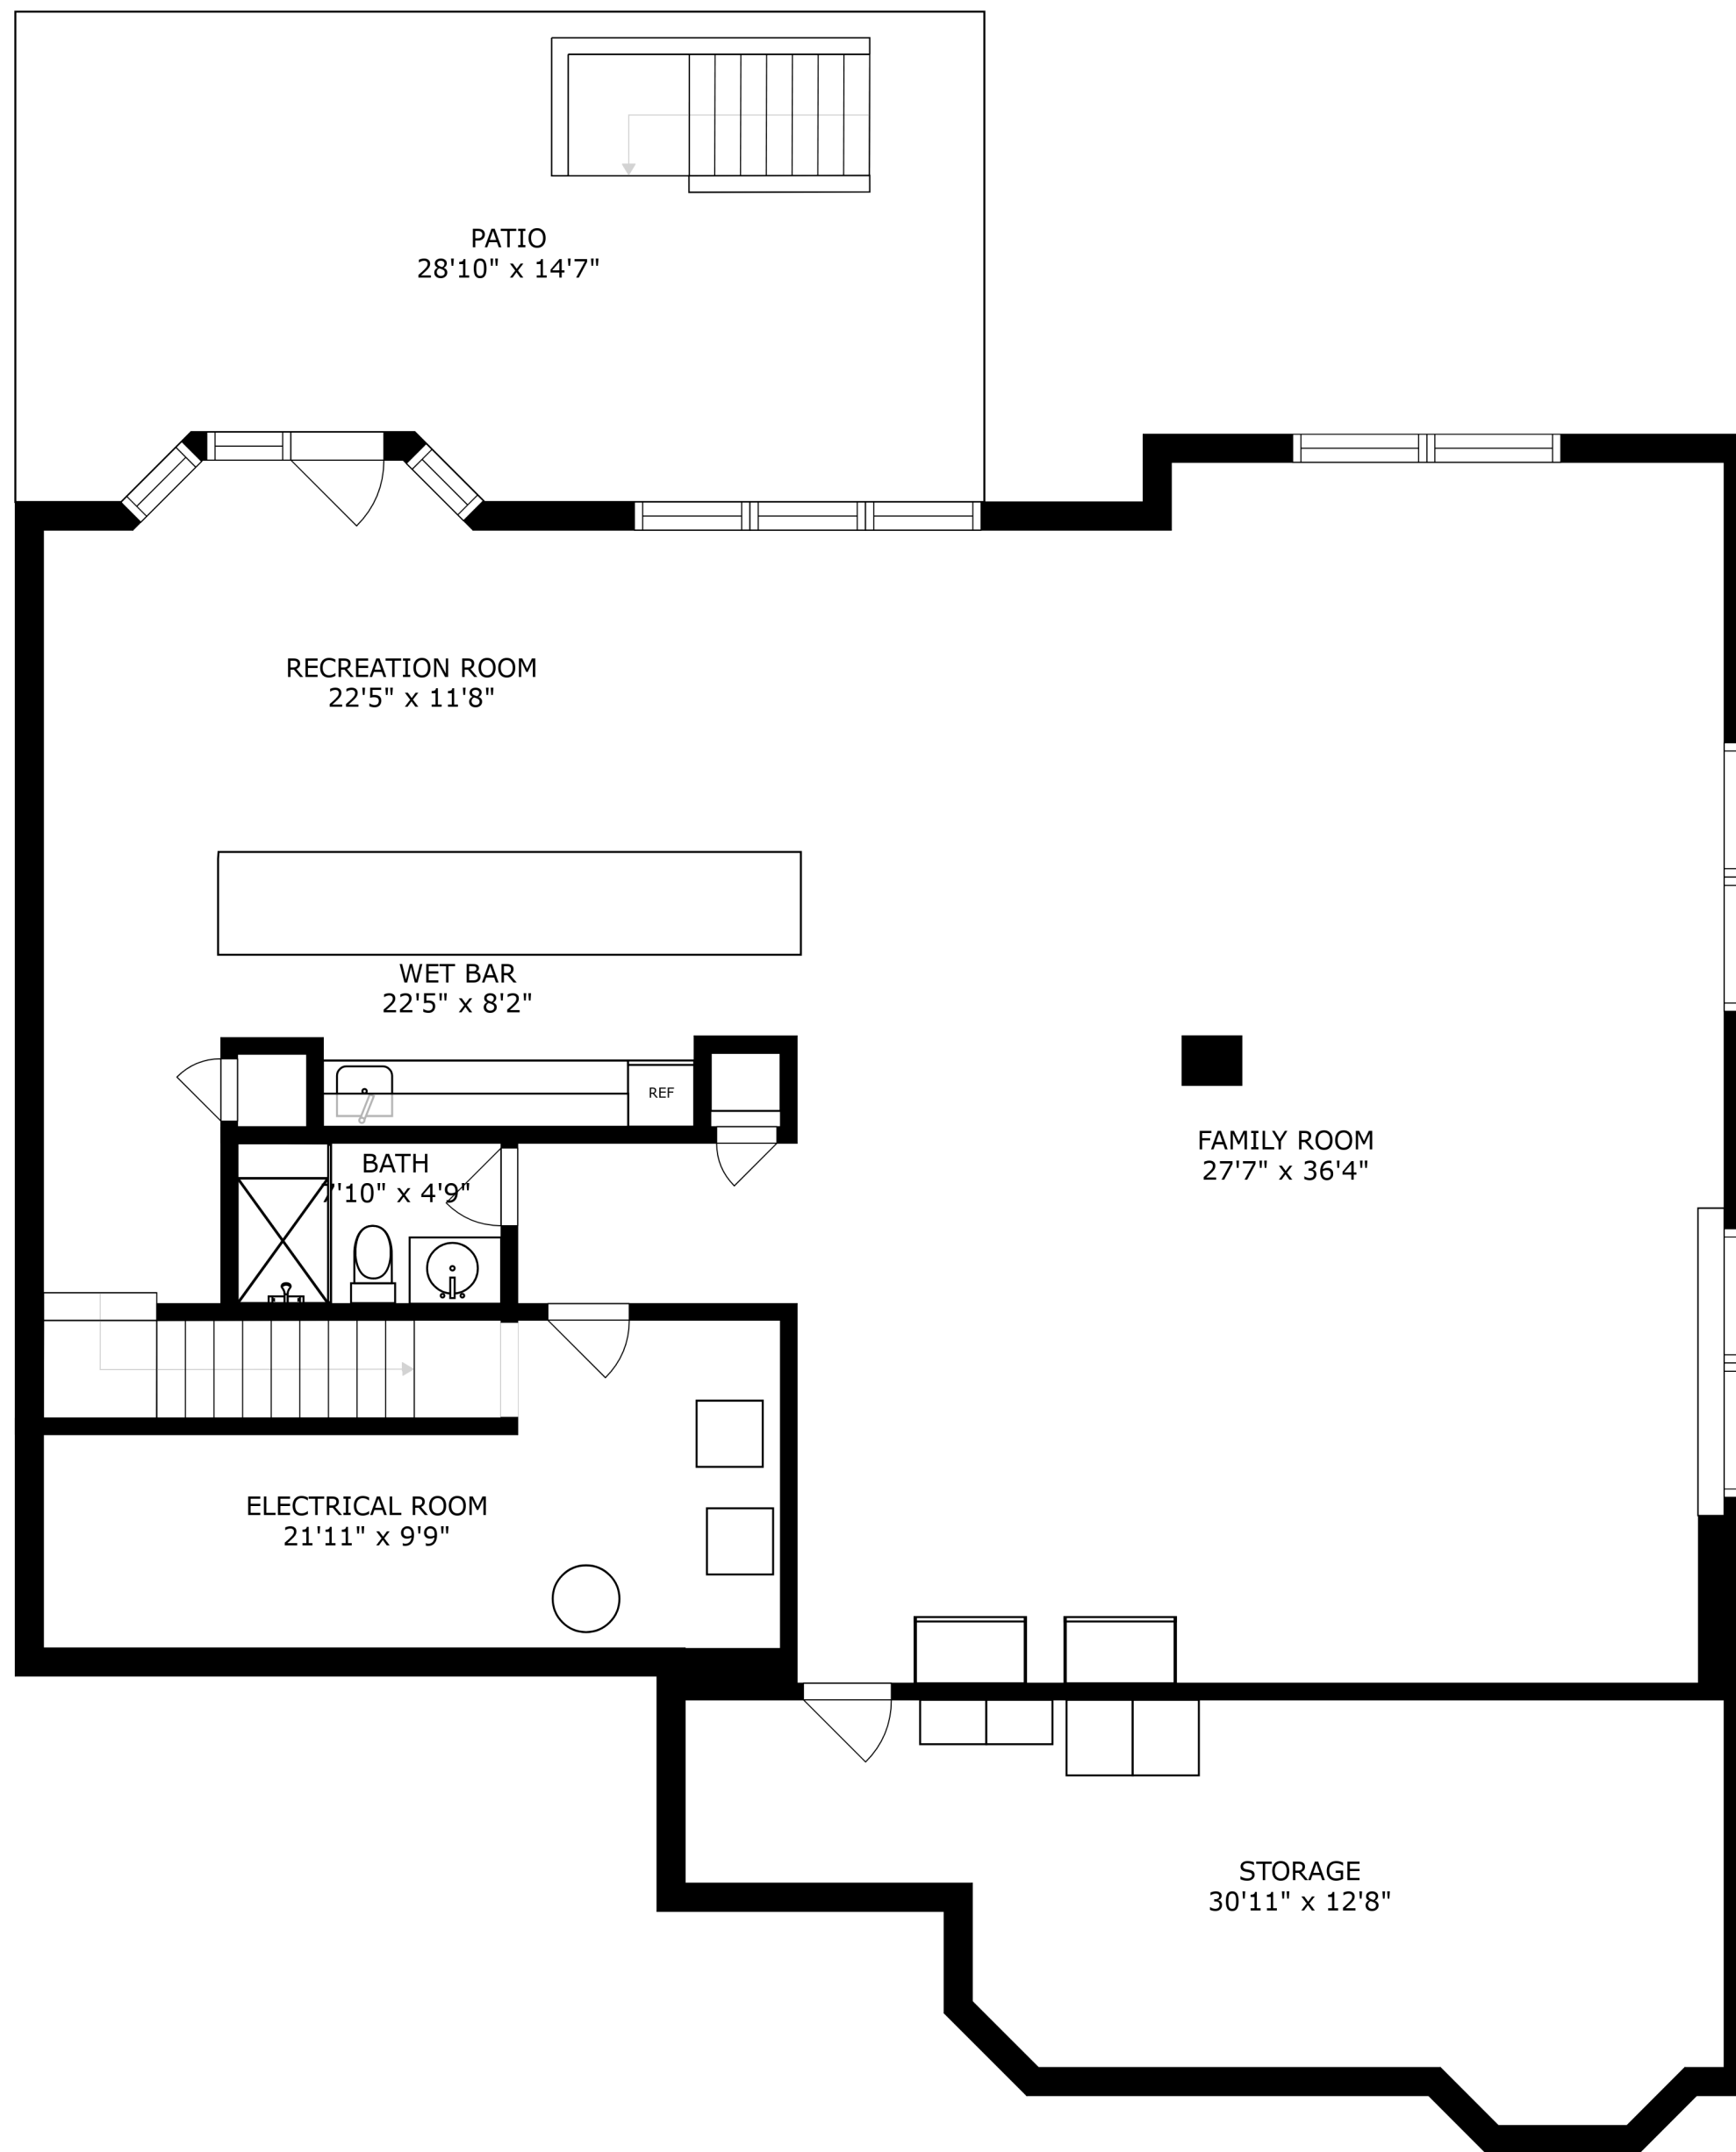 PATIO
28'10" x 14'7"
RECREATION ROOM
22'5" x 11'8"
WET BAR
22'5" x 8'2"
REF
BATH
7'10" x 4'9"
FAMILY ROOM
27'7" x 36'4"
ELECTRICAL ROOM
21'11" x 9'9"
STORAGE
30'11" x 12'8"